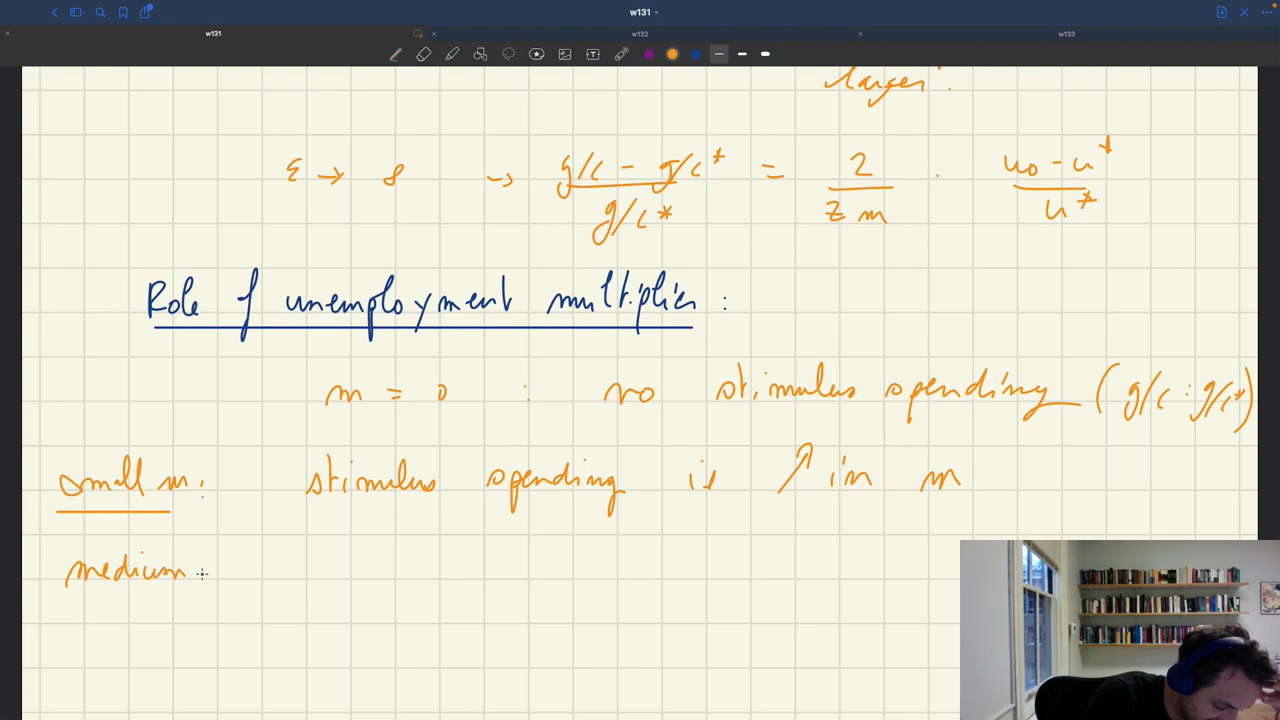 w131
w131
w132
w133
larger.
ε → 8 → g/c - g/c* / g/c* = 2 / z m · u0 - u* / u*
Role of unemployment multiplier :
m = 0 : no stimulus spending (g/c : g/c*)
small m: stimulus spending is ↗ in m
medium